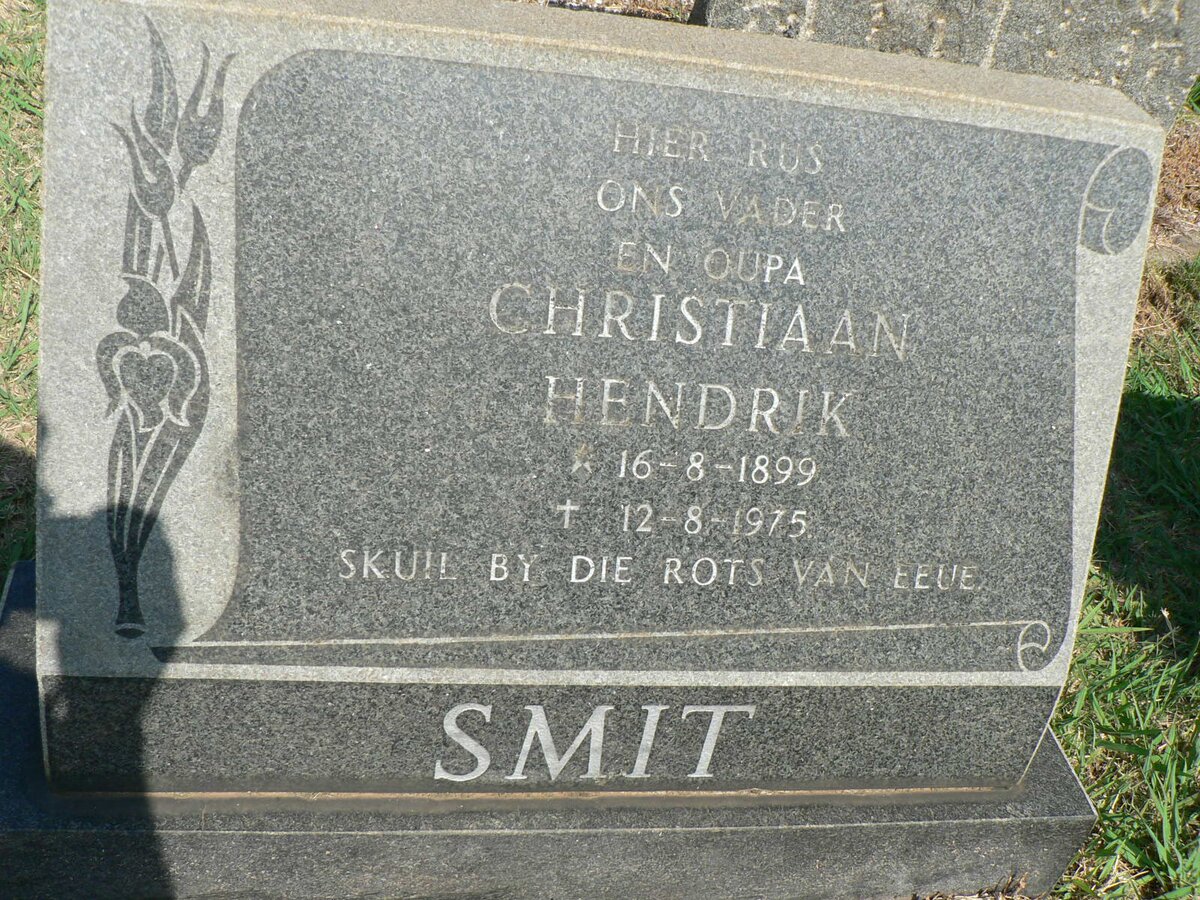 HIER RUS
ONS VADER
EN OUPA
CHRISTIAAN
HENDRIK
* 16-8-1899
† 12-8-1975
SKUIL BY DIE ROTS VAN EEUE
SMIT